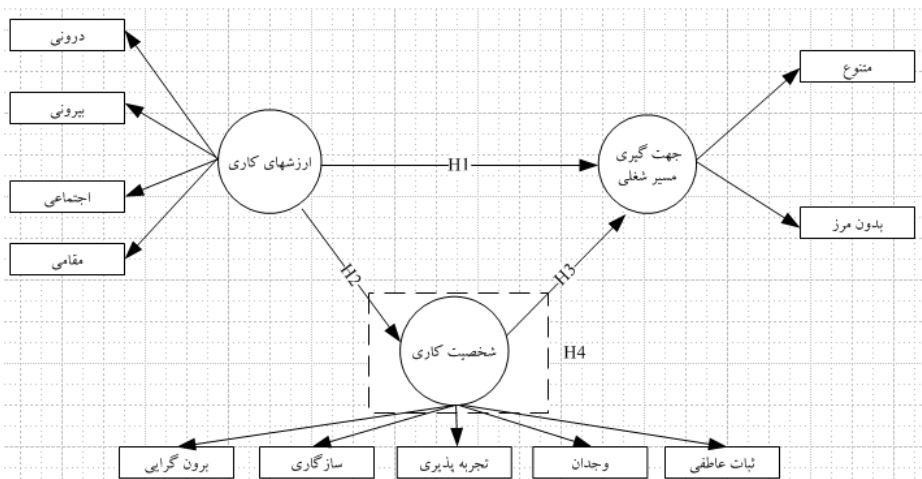 درونی
بیرونی
اجتماعی
مقامی
ارزشهای کاری
H1
جهت گیری
مسیر شغلی
متنوع
بدون مرز
H2
H3
شخصیت کاری
H4
برون گرایی
سازگاری
تجربه پذیری
وجدان
ثبات عاطفی